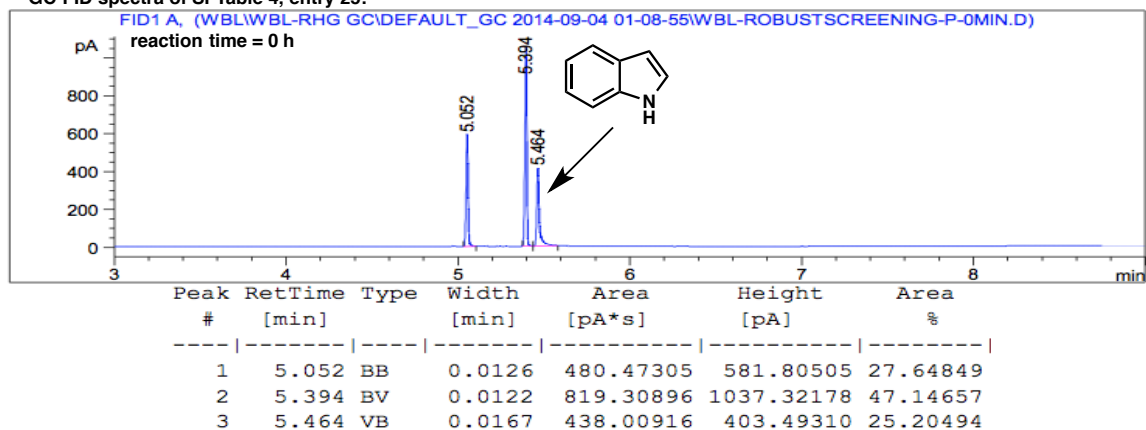 FID1 A, (WBL\WBL-RHG GC\DEFAULT_GC 2014-09-04 01-08-55\WBL-ROBUSTSCREENING-P-0MIN.D)
pA
reaction time = 0 h
5.052
5.394
5.464
N
H
800
600
400
200
0
3 4 5 6 7 8 min
Peak RetTime Type Width Area Height Area
# [min] [min] [pA*s] [pA] %
----|-------|----|-------|----------|----------|--------|
1 5.052 BB 0.0126 480.47305 581.80505 27.64849
2 5.394 BV 0.0122 819.30896 1037.32178 47.14657
3 5.464 VB 0.0167 438.00916 403.49310 25.20494